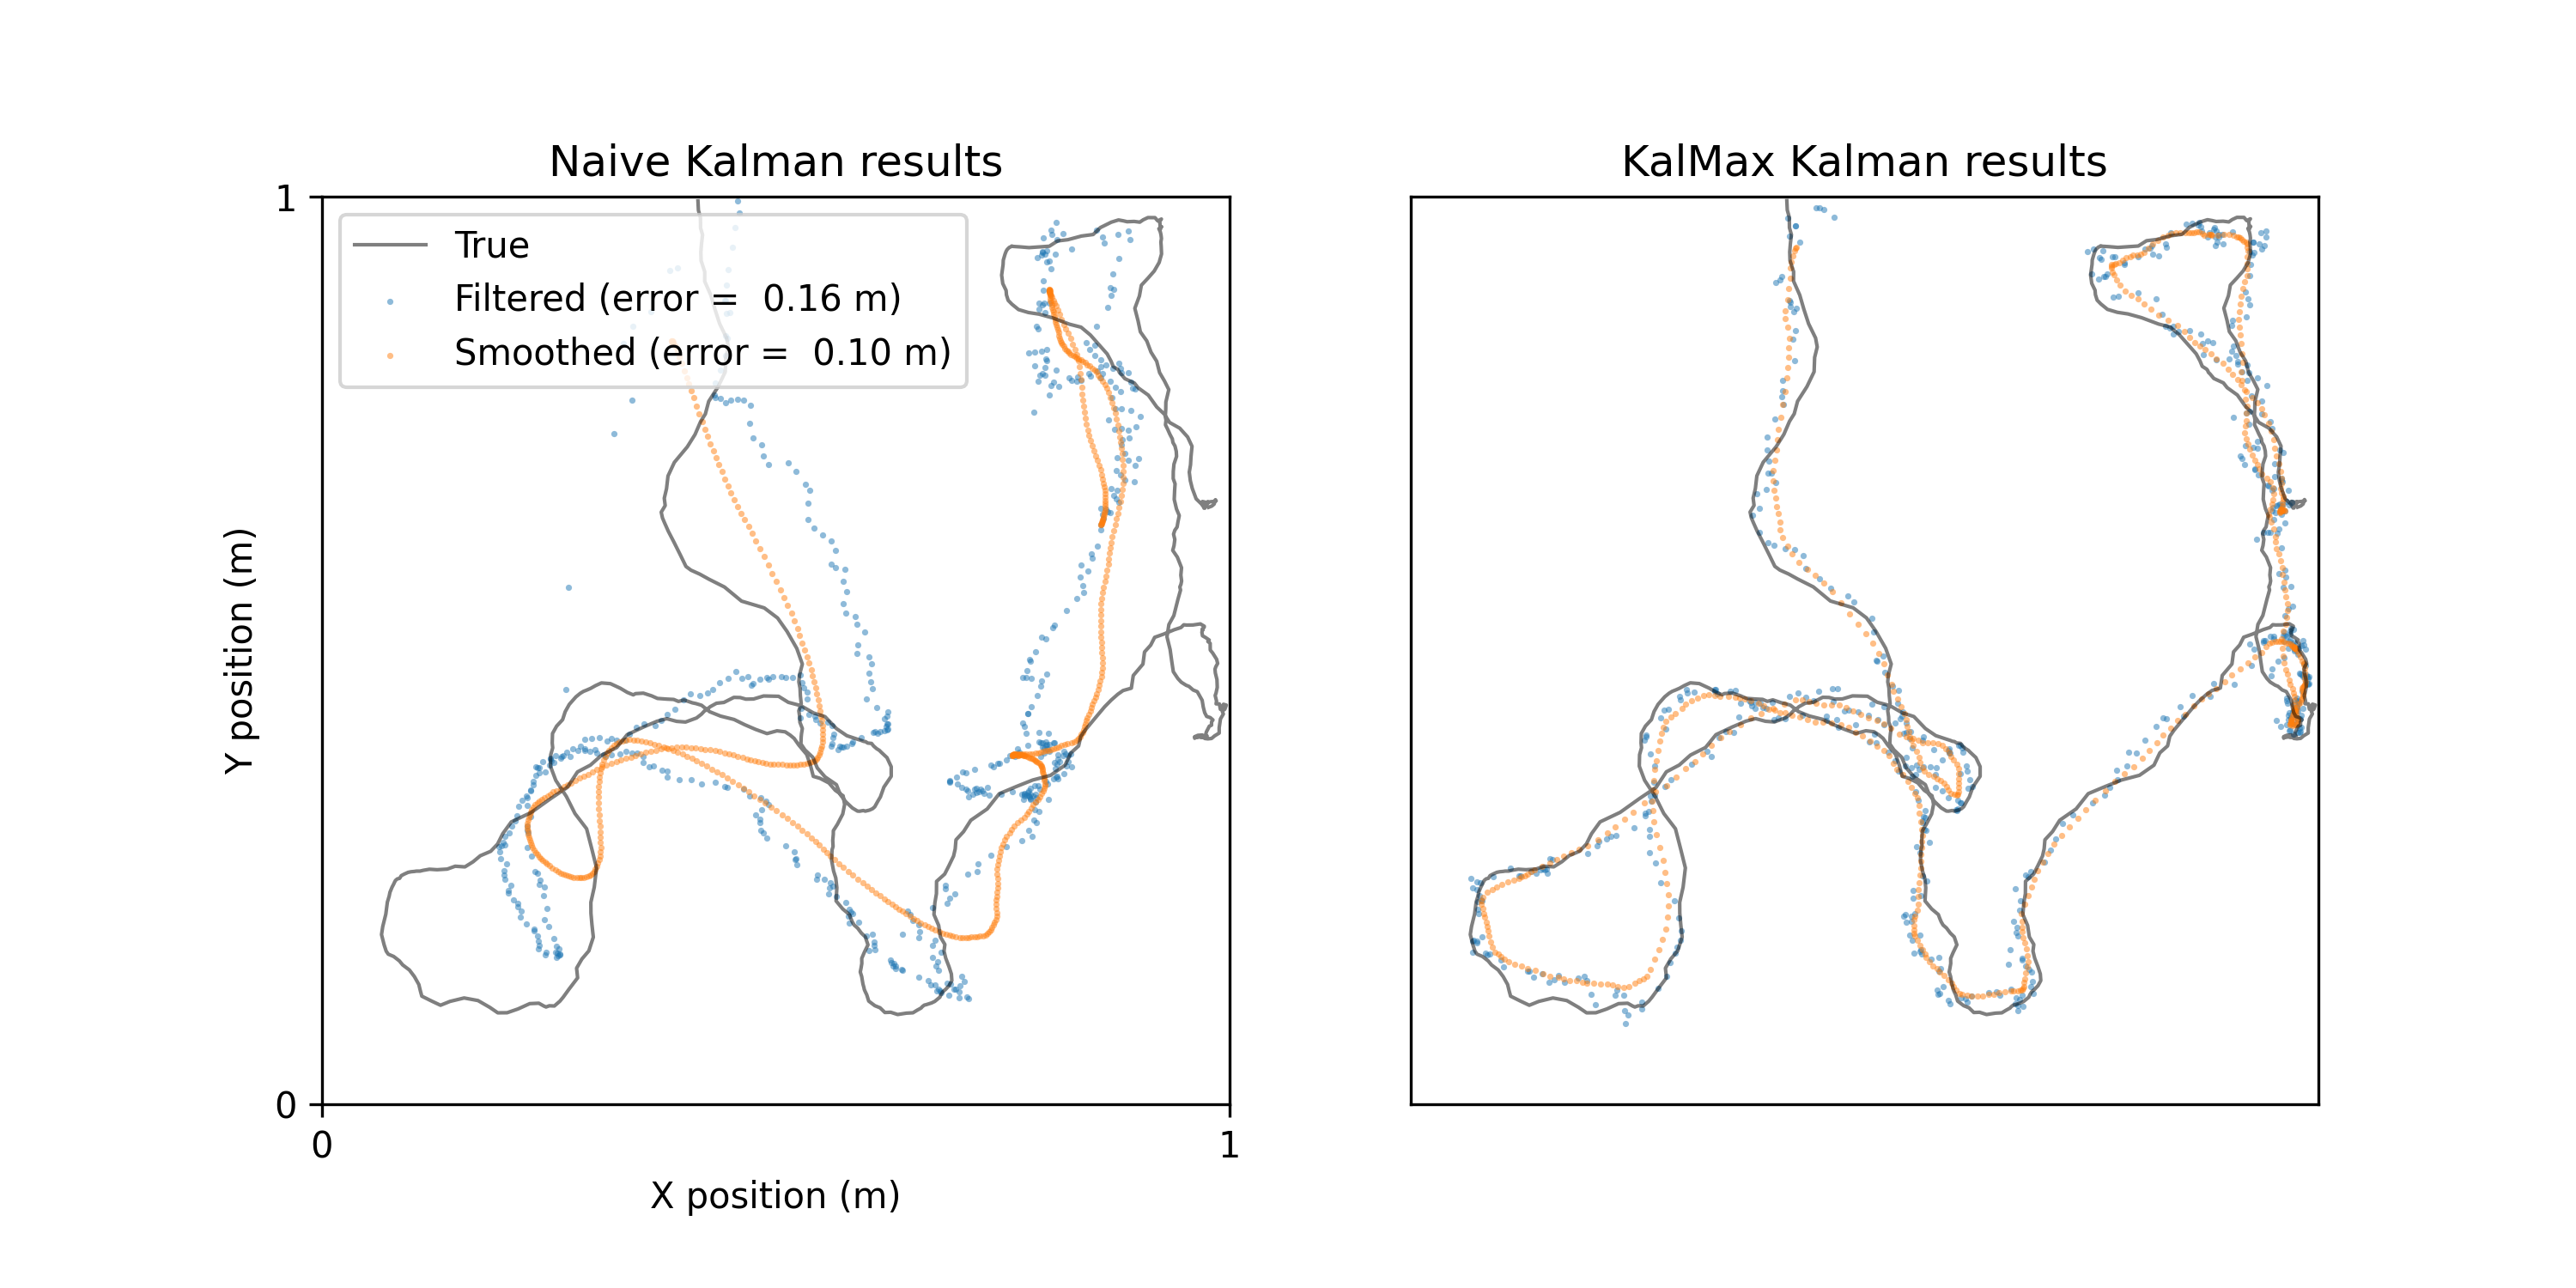 Naive Kalman results
KalMax Kalman results
1
True
Filtered (error =  0.16 m)
Smoothed (error =  0.10 m)
Y position (m)
0
0
1
X position (m)